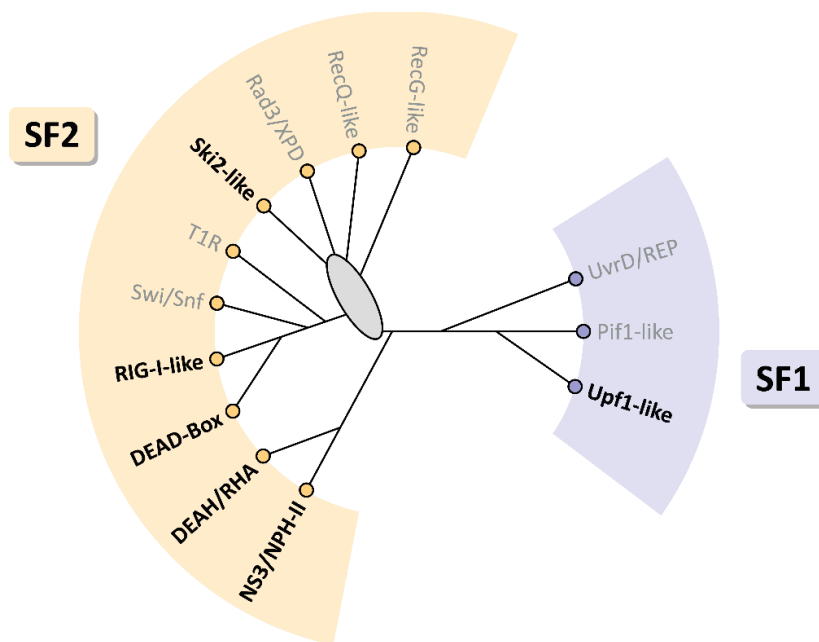 SF2
RecG-like
RecQ-like
Rad3/XPD
Ski2-like
T1R
Swi/Snf
RIG-I-like
DEAD-Box
DEAH/RHA
NS3/NPH-II
UvrD/REP
Pif1-like
Upf1-like
SF1